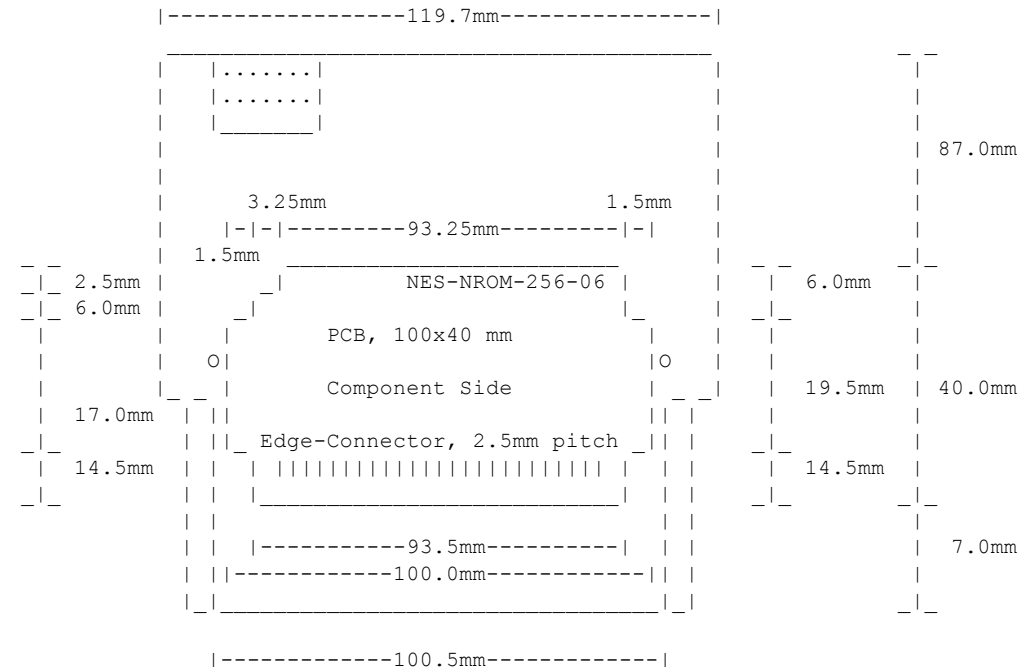 |------------------119.7mm----------------|
87.0mm
3.25mm 1.5mm
|-|-|---------93.25mm---------|-|
1.5mm
2.5mm NES-NROM-256-06 6.0mm
6.0mm
PCB, 100x40 mm
O O
Component Side 19.5mm 40.0mm
17.0mm
Edge-Connector, 2.5mm pitch
14.5mm 14.5mm
|-----------93.5mm----------| 7.0mm
||------------100.0mm------------||
|-------------100.5mm-------------|